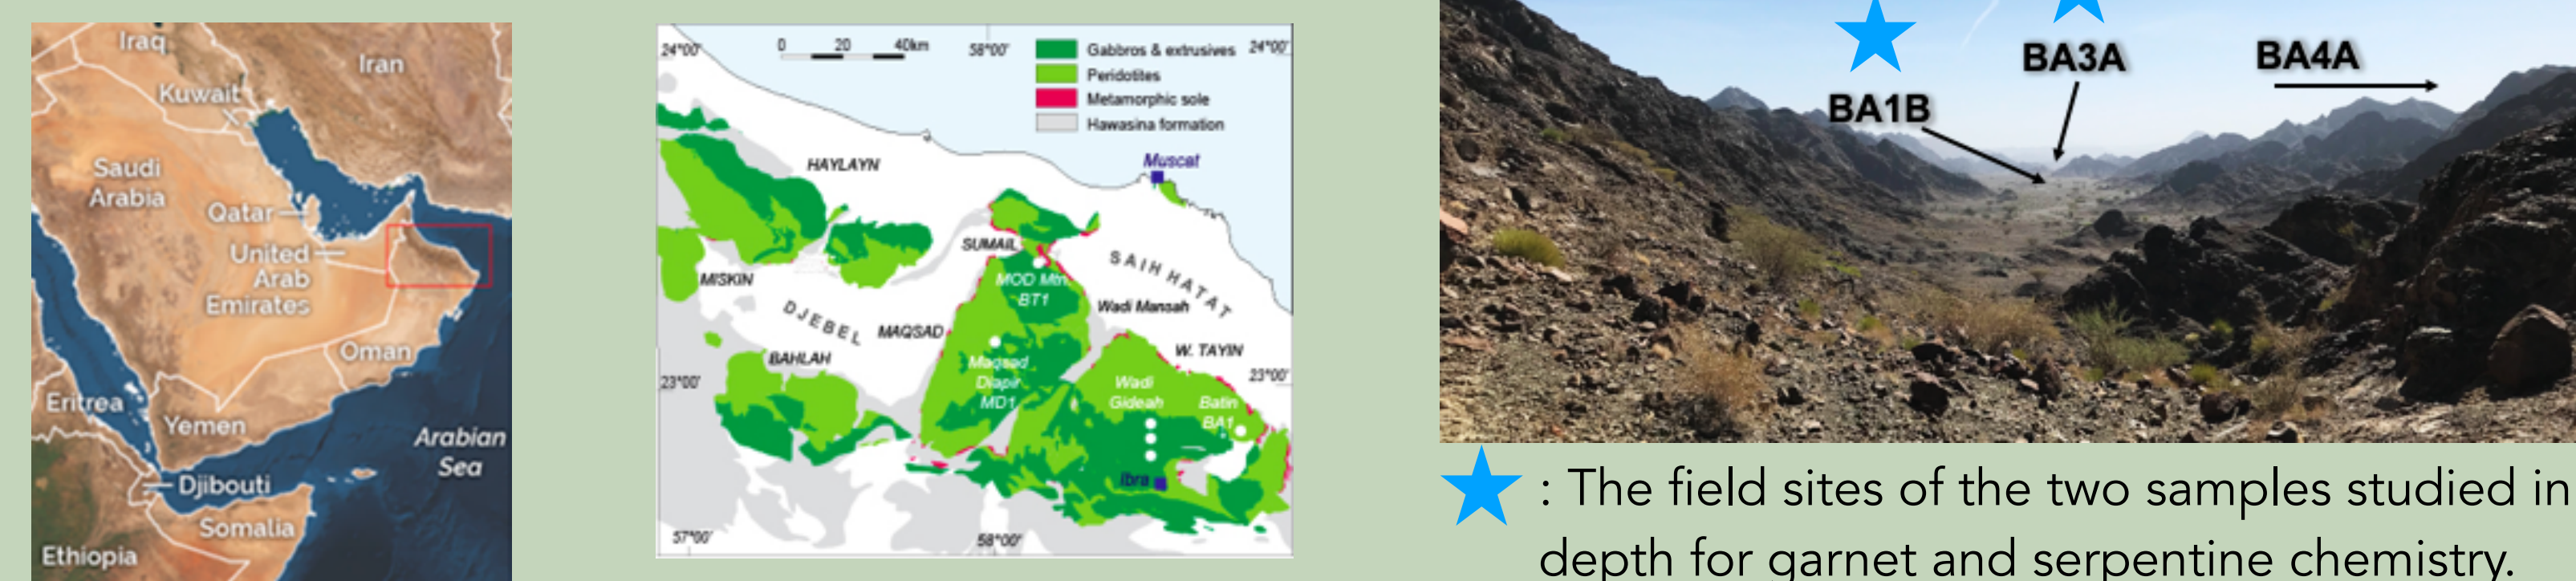 Iraq
Iran
Kuwait
Saudi
Arabia
Qatar
United
Arab
Emirates
Oman
Eritrea
Yemen
Arabian
Sea
Djibouti
Somalia
Ethiopia
24°00'
0 20 40km
58°00'
24°00'
Gabbros & extrusives
Peridotites
Metamorphic sole
Hawasina formation
Muscat
HAYLAYN
SUMAIL
SAIH HATAT
MISKIN
MOD Mtn.
BT1
Wadi Mansah
DJEBEL
MAQSAD
W. TAYIN
BAHLAH
Maqsad
Diapir
MD1
23°00'
23°00'
Wadi
Gideah
Batin
BA1
Ibra
57°00'
58°00'
BA1B
BA3A
BA4A
: The field sites of the two samples studied in
depth for garnet and serpentine chemistry.